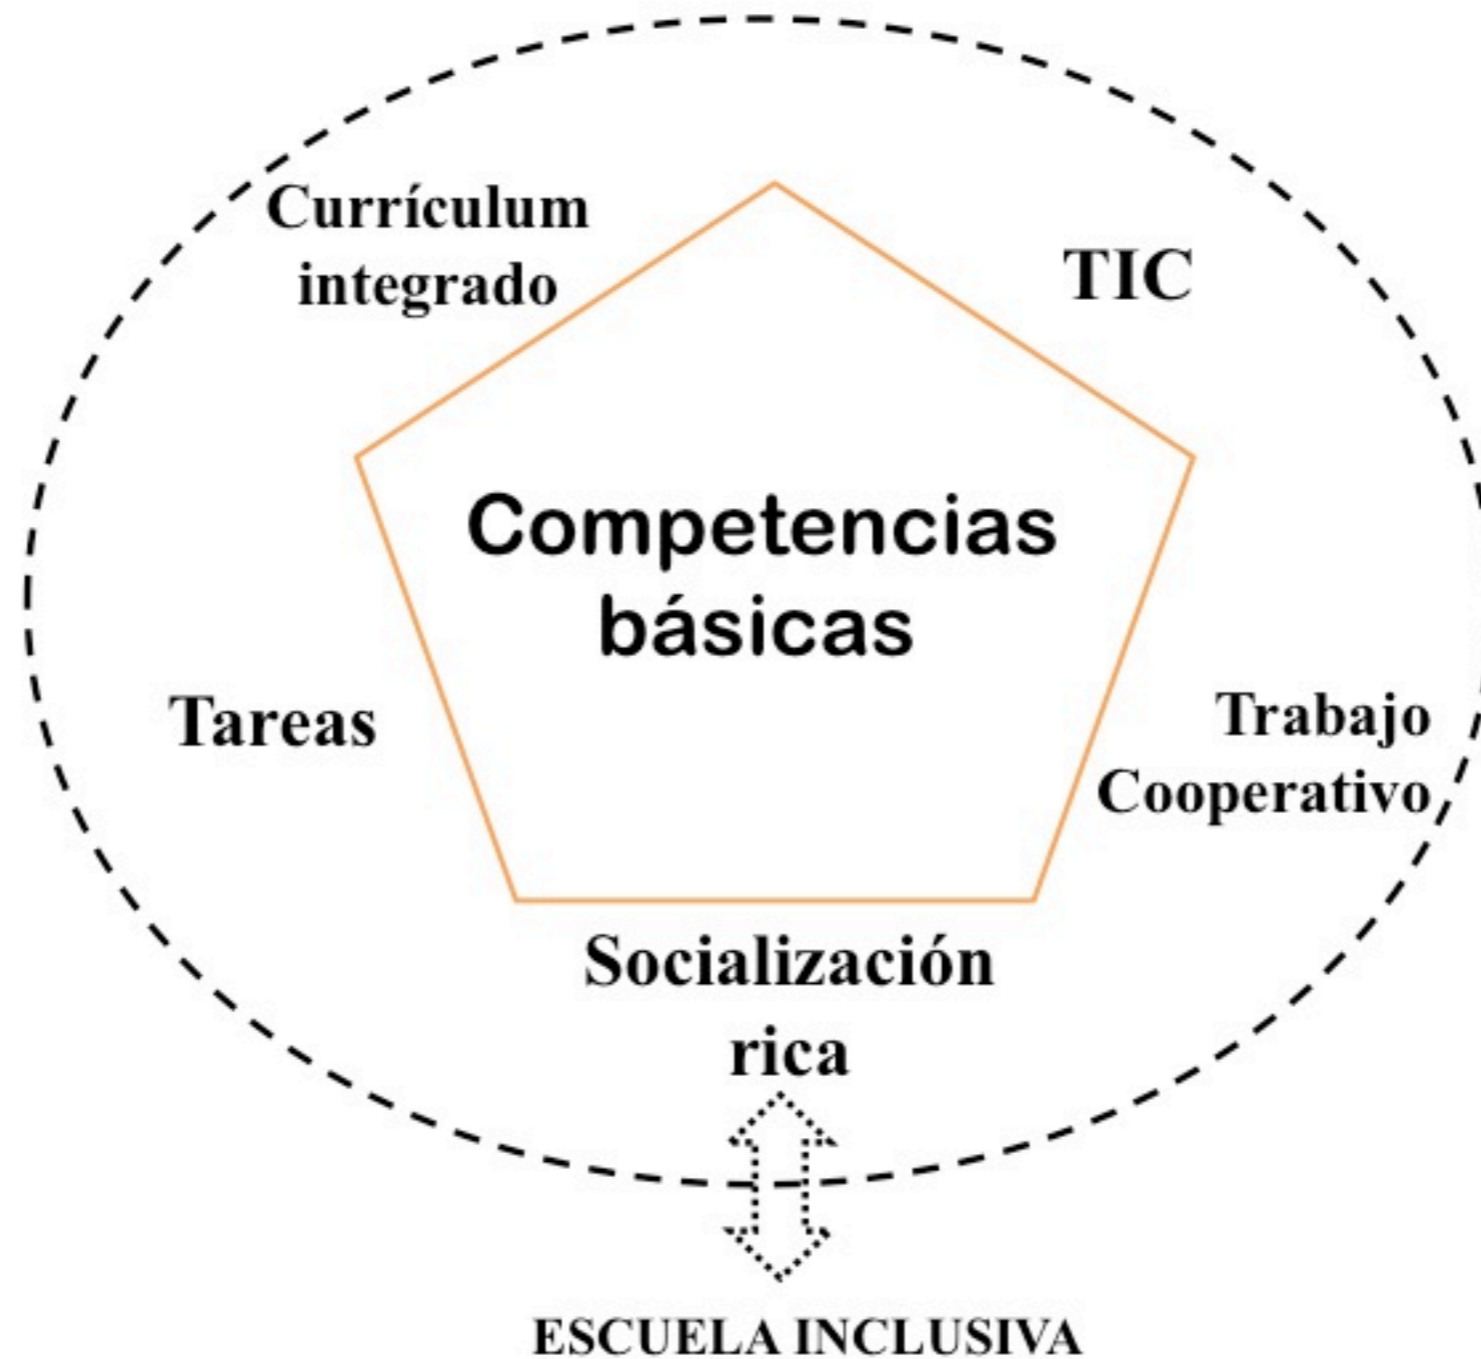 Currículum
integrado
TIC
Competencias
básicas
Tareas
Trabajo
Cooperativo
Socialización
rica
ESCUELA INCLUSIVA